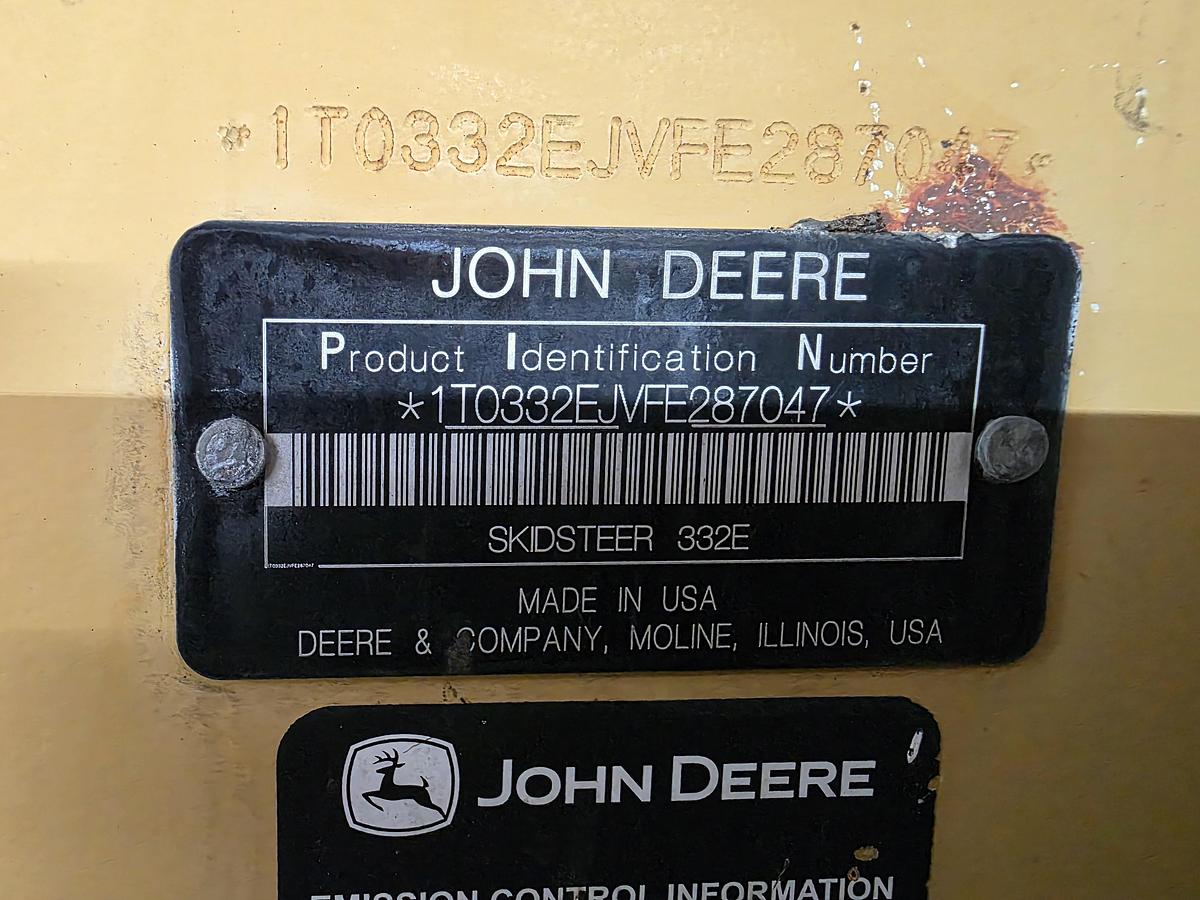 *1T0332EJVFE287047*
JOHN DEERE
Product Identification Number
*1T0332EJVFE287047*
SKIDSTEER 332E
1T0332EJVFE287047
MADE IN USA
DEERE & COMPANY, MOLINE, ILLINOIS, USA
JOHN DEERE
EMISSION CONTROL INFORMATION